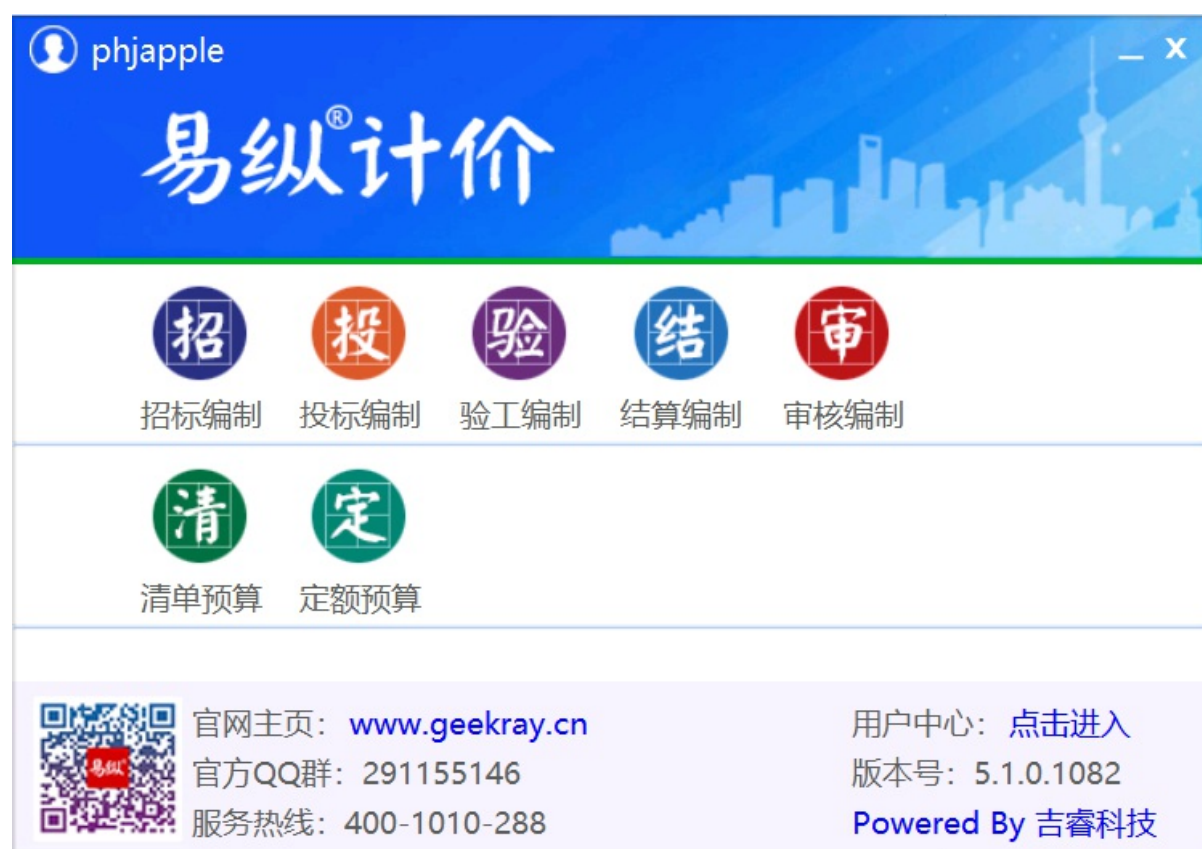 phjapple
易纵®计价
招 投 验 结 审
招标编制 投标编制 验工编制 结算编制 审核编制
清 定
清单预算 定额预算
易纵
官网主页：www.geekray.cn 用户中心：点击进入
官方QQ群：291155146 版本号：5.1.0.1082
服务热线：400-1010-288 Powered By 吉睿科技